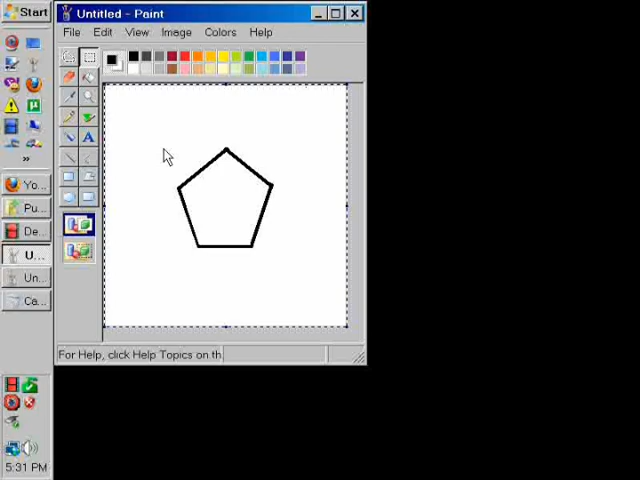 Start
Untitled - Paint
File Edit View Image Colors Help
A
»
Yo...
Pu...
De...
U...
Un...
Ca...
For Help, click Help Topics on th
5:31 PM